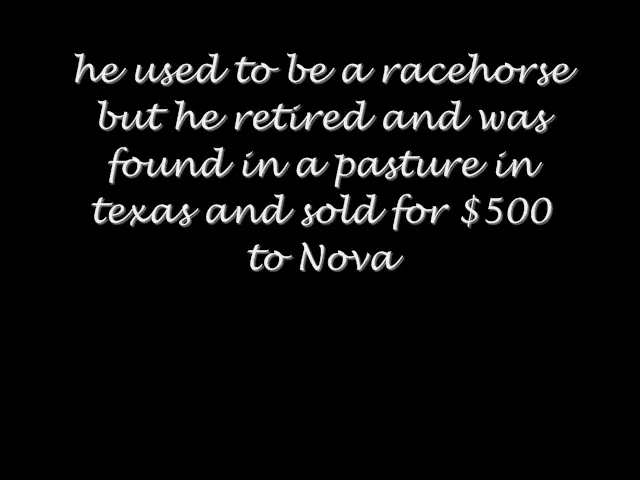 he used to be a racehorse
but he retired and was
found in a pasture in
texas and sold for $500
to Nova